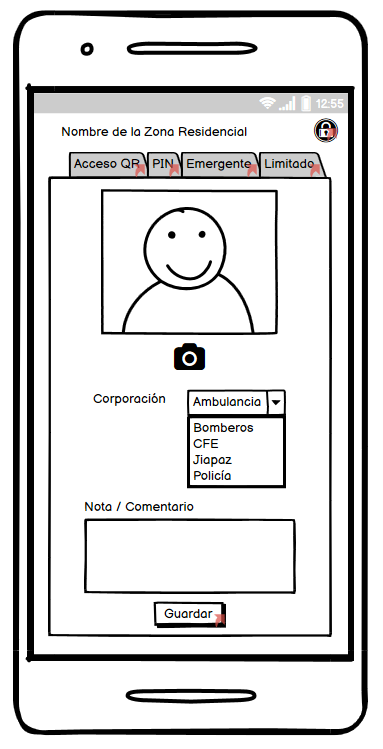 12:55
Nombre de la Zona Residencial
Acceso QR PIN Emergente Limitado
Corporación Ambulancia
Bomberos
CFE
Jiapaz
Policía
Nota / Comentario
Guardar